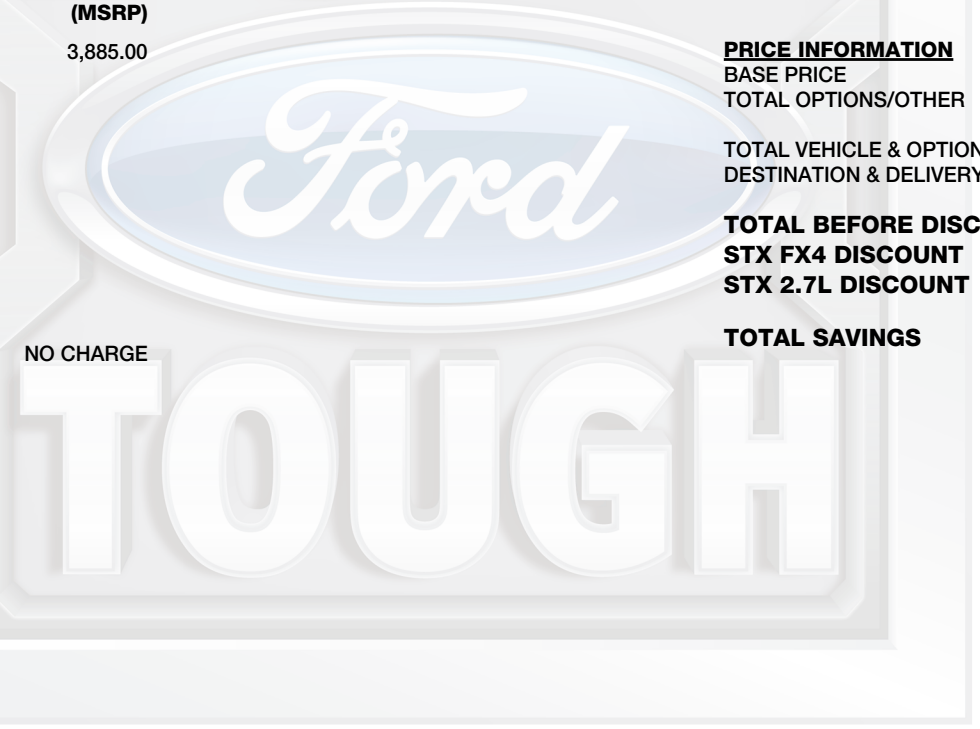 (MSRP)
3,885.00
NO CHARGE
PRICE INFORMATION
BASE PRICE
TOTAL OPTIONS/OTHER
TOTAL VEHICLE & OPTION
DESTINATION & DELIVERY
TOTAL BEFORE DISC
STX FX4 DISCOUNT
STX 2.7L DISCOUNT
TOTAL SAVINGS
Ford
TOUGH